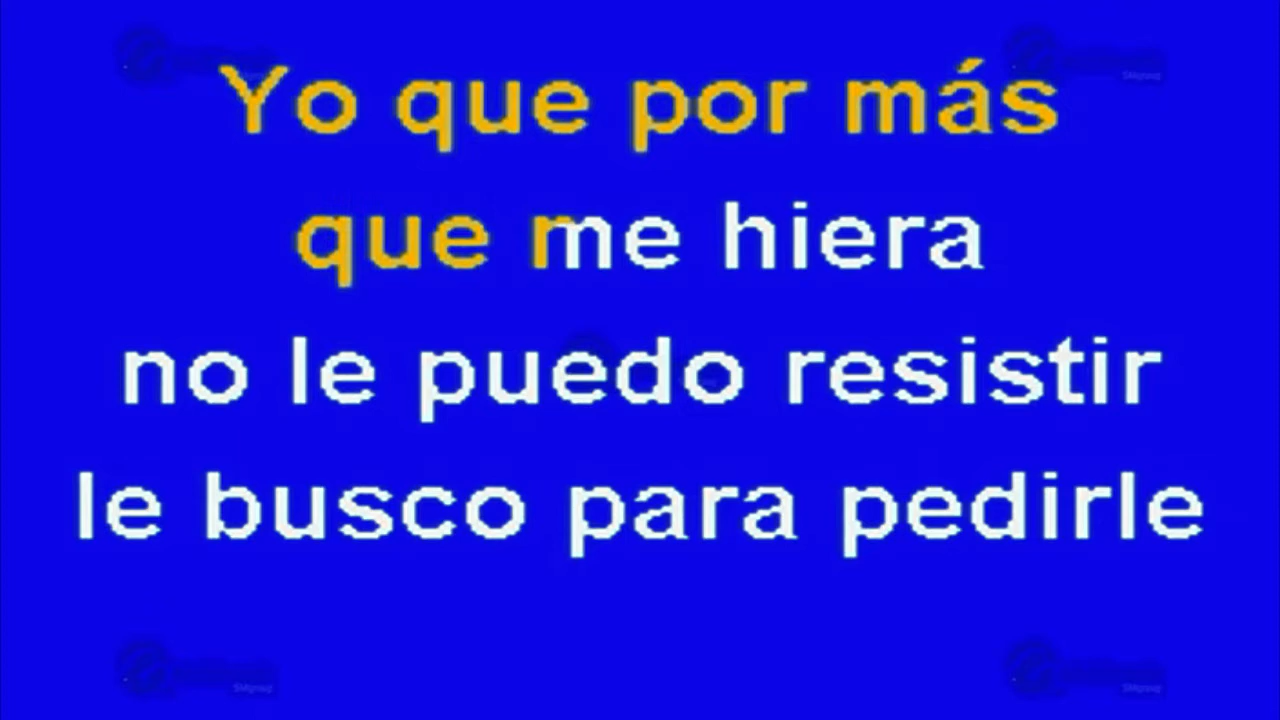 Yo que por más
que me hiera
no le puedo resistir
le busco para pedirle